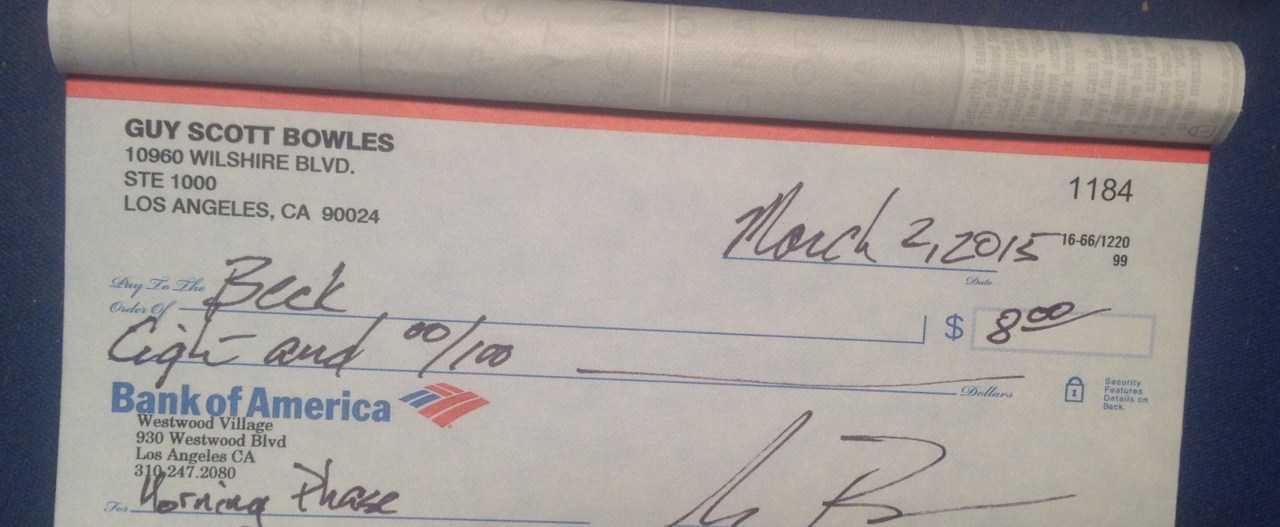 GUY SCOTT BOWLES
10960 WILSHIRE BLVD.
STE 1000
LOS ANGELES, CA 90024
1184
March 2, 2015
16-66/1220
99
Date
Pay To The
Order Of
Beck
$ 8 00
Eight and 00/100
Dollars
Security
Features
Details on
Back.
Bank of America
Westwood Village
930 Westwood Blvd
Los Angeles CA
310.247.2080
For Morning Phase